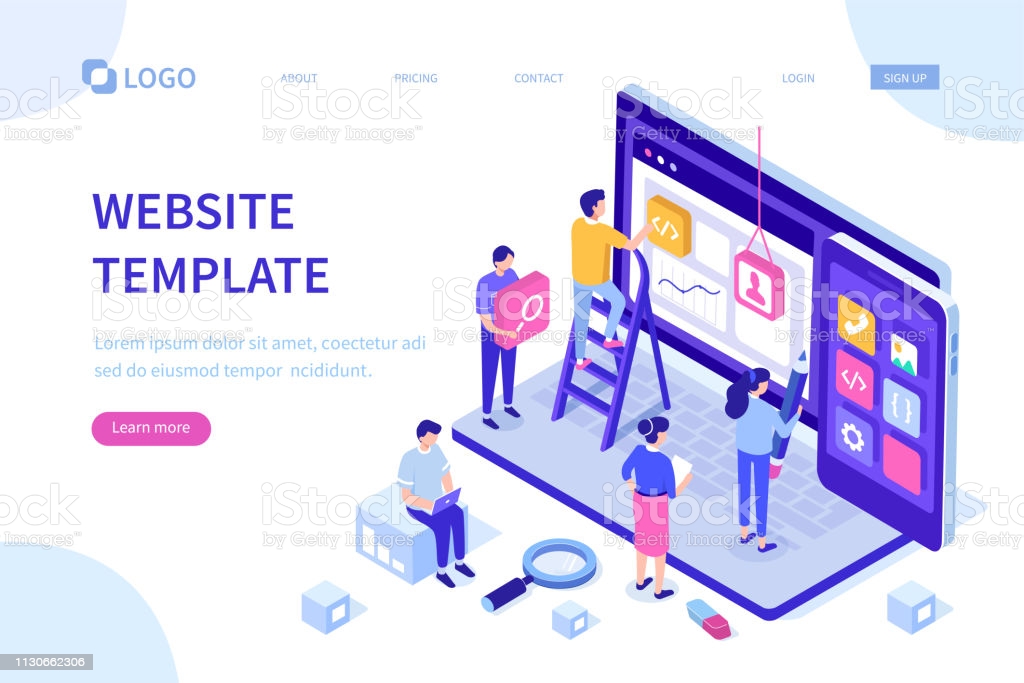 LOGO
ABOUT
PRICING
CONTACT
LOGIN
SIGN UP
WEBSITE
TEMPLATE
Lorem ipsum dolor sit amet, coectetur adi
sed do eiusmod tempor ncididunt.
Learn more
</>
</>
{ }
iStock
by Getty Images™
1130662306